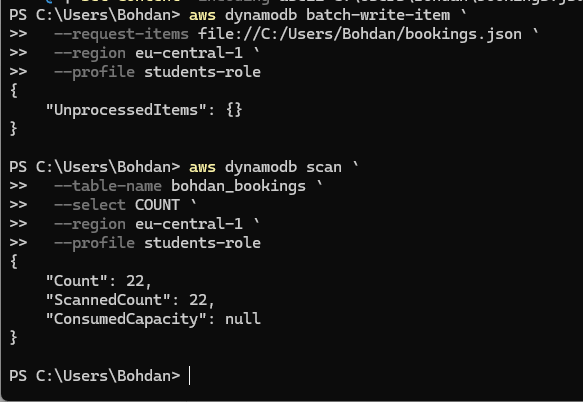 PS C:\Users\Bohdan> aws dynamodb batch-write-item `
>>   --request-items file://C:/Users/Bohdan/bookings.json `
>>   --region eu-central-1 `
>>   --profile students-role
{
    "UnprocessedItems": {}
}
PS C:\Users\Bohdan> aws dynamodb scan `
>>   --table-name bohdan_bookings `
>>   --select COUNT `
>>   --region eu-central-1 `
>>   --profile students-role
{
    "Count": 22,
    "ScannedCount": 22,
    "ConsumedCapacity": null
}
PS C:\Users\Bohdan>